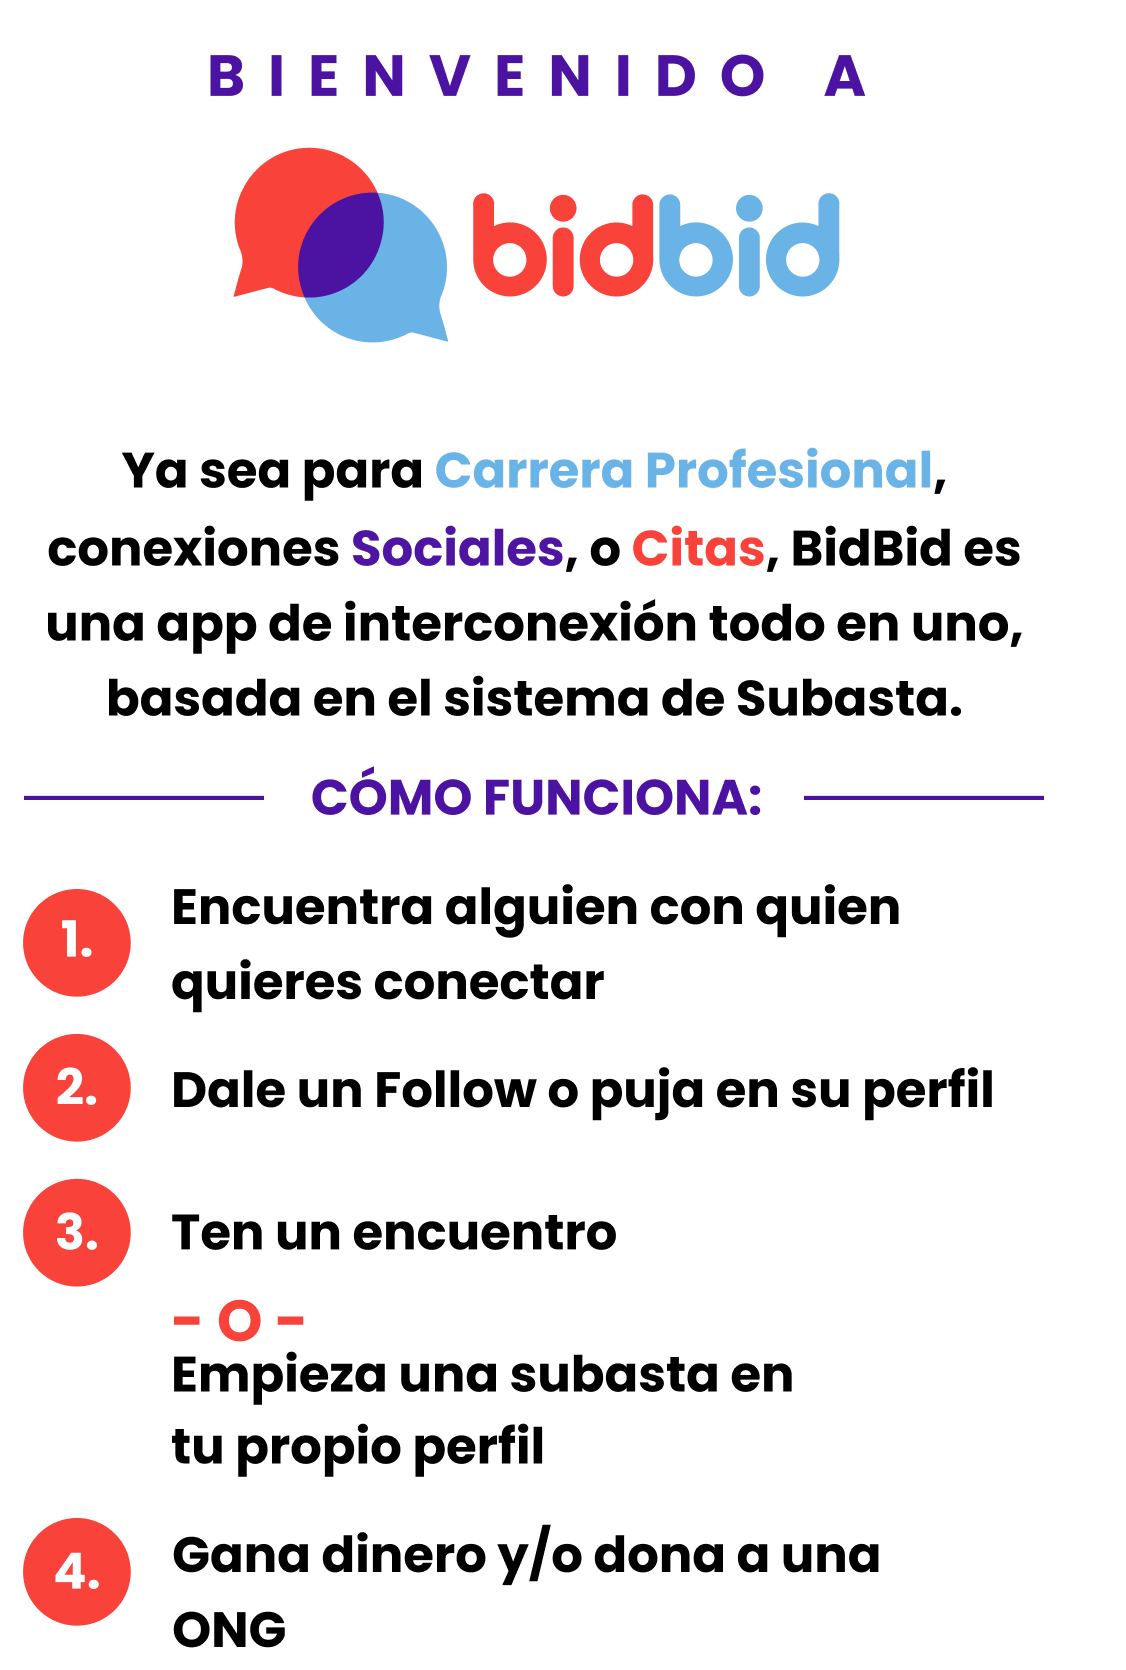 BIENVENIDO A
bidbid
Ya sea para Carrera Profesional,
conexiones Sociales, o Citas, BidBid es
una app de interconexión todo en uno,
basada en el sistema de Subasta.
CÓMO FUNCIONA:
1. Encuentra alguien con quien
quieres conectar
2. Dale un Follow o puja en su perfil
3. Ten un encuentro
- O -
Empieza una subasta en
tu propio perfil
4. Gana dinero y/o dona a una
ONG